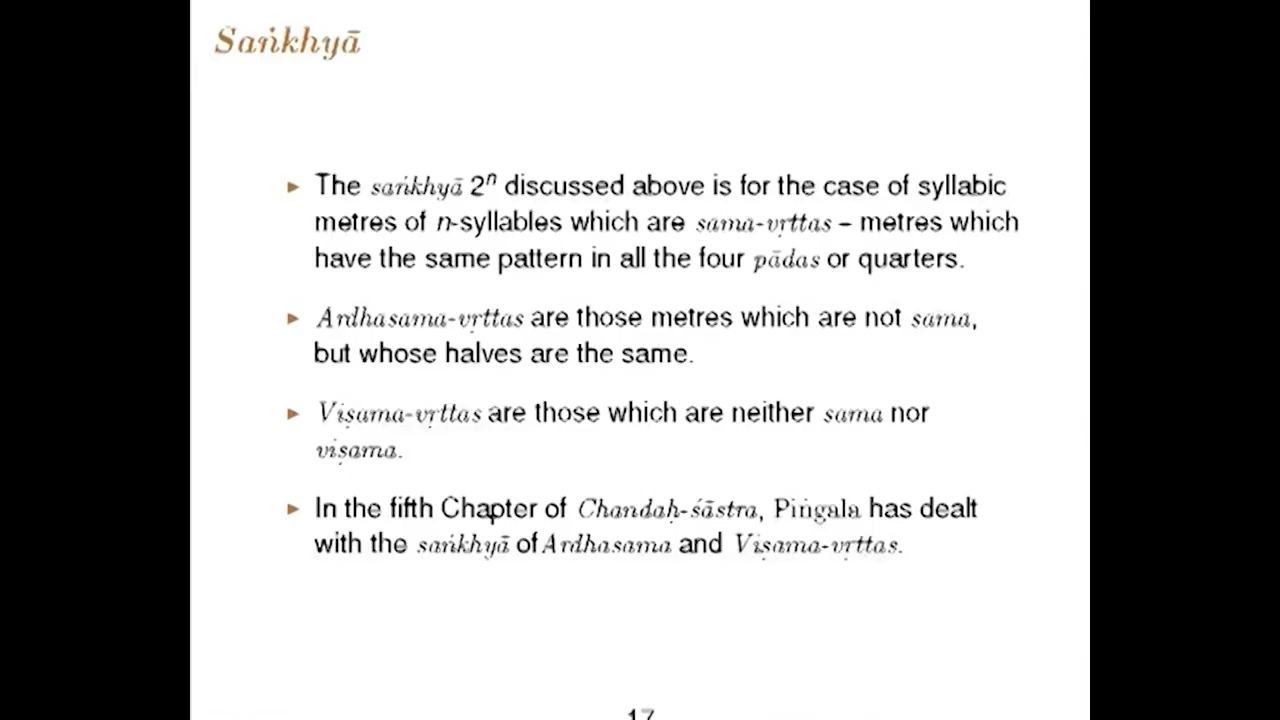 Saṅkhyā
▸ The saṅkhyā 2ⁿ discussed above is for the case of syllabic
metres of n-syllables which are sama-vṛttas – metres which
have the same pattern in all the four pādas or quarters.
▸ Ardhasama-vṛttas are those metres which are not sama,
but whose halves are the same.
▸ Viṣama-vṛttas are those which are neither sama nor
viṣama.
▸ In the fifth Chapter of Chandaḥ-śāstra, Piṅgala has dealt
with the saṅkhyā of Ardhasama and Viṣama-vṛttas.
17